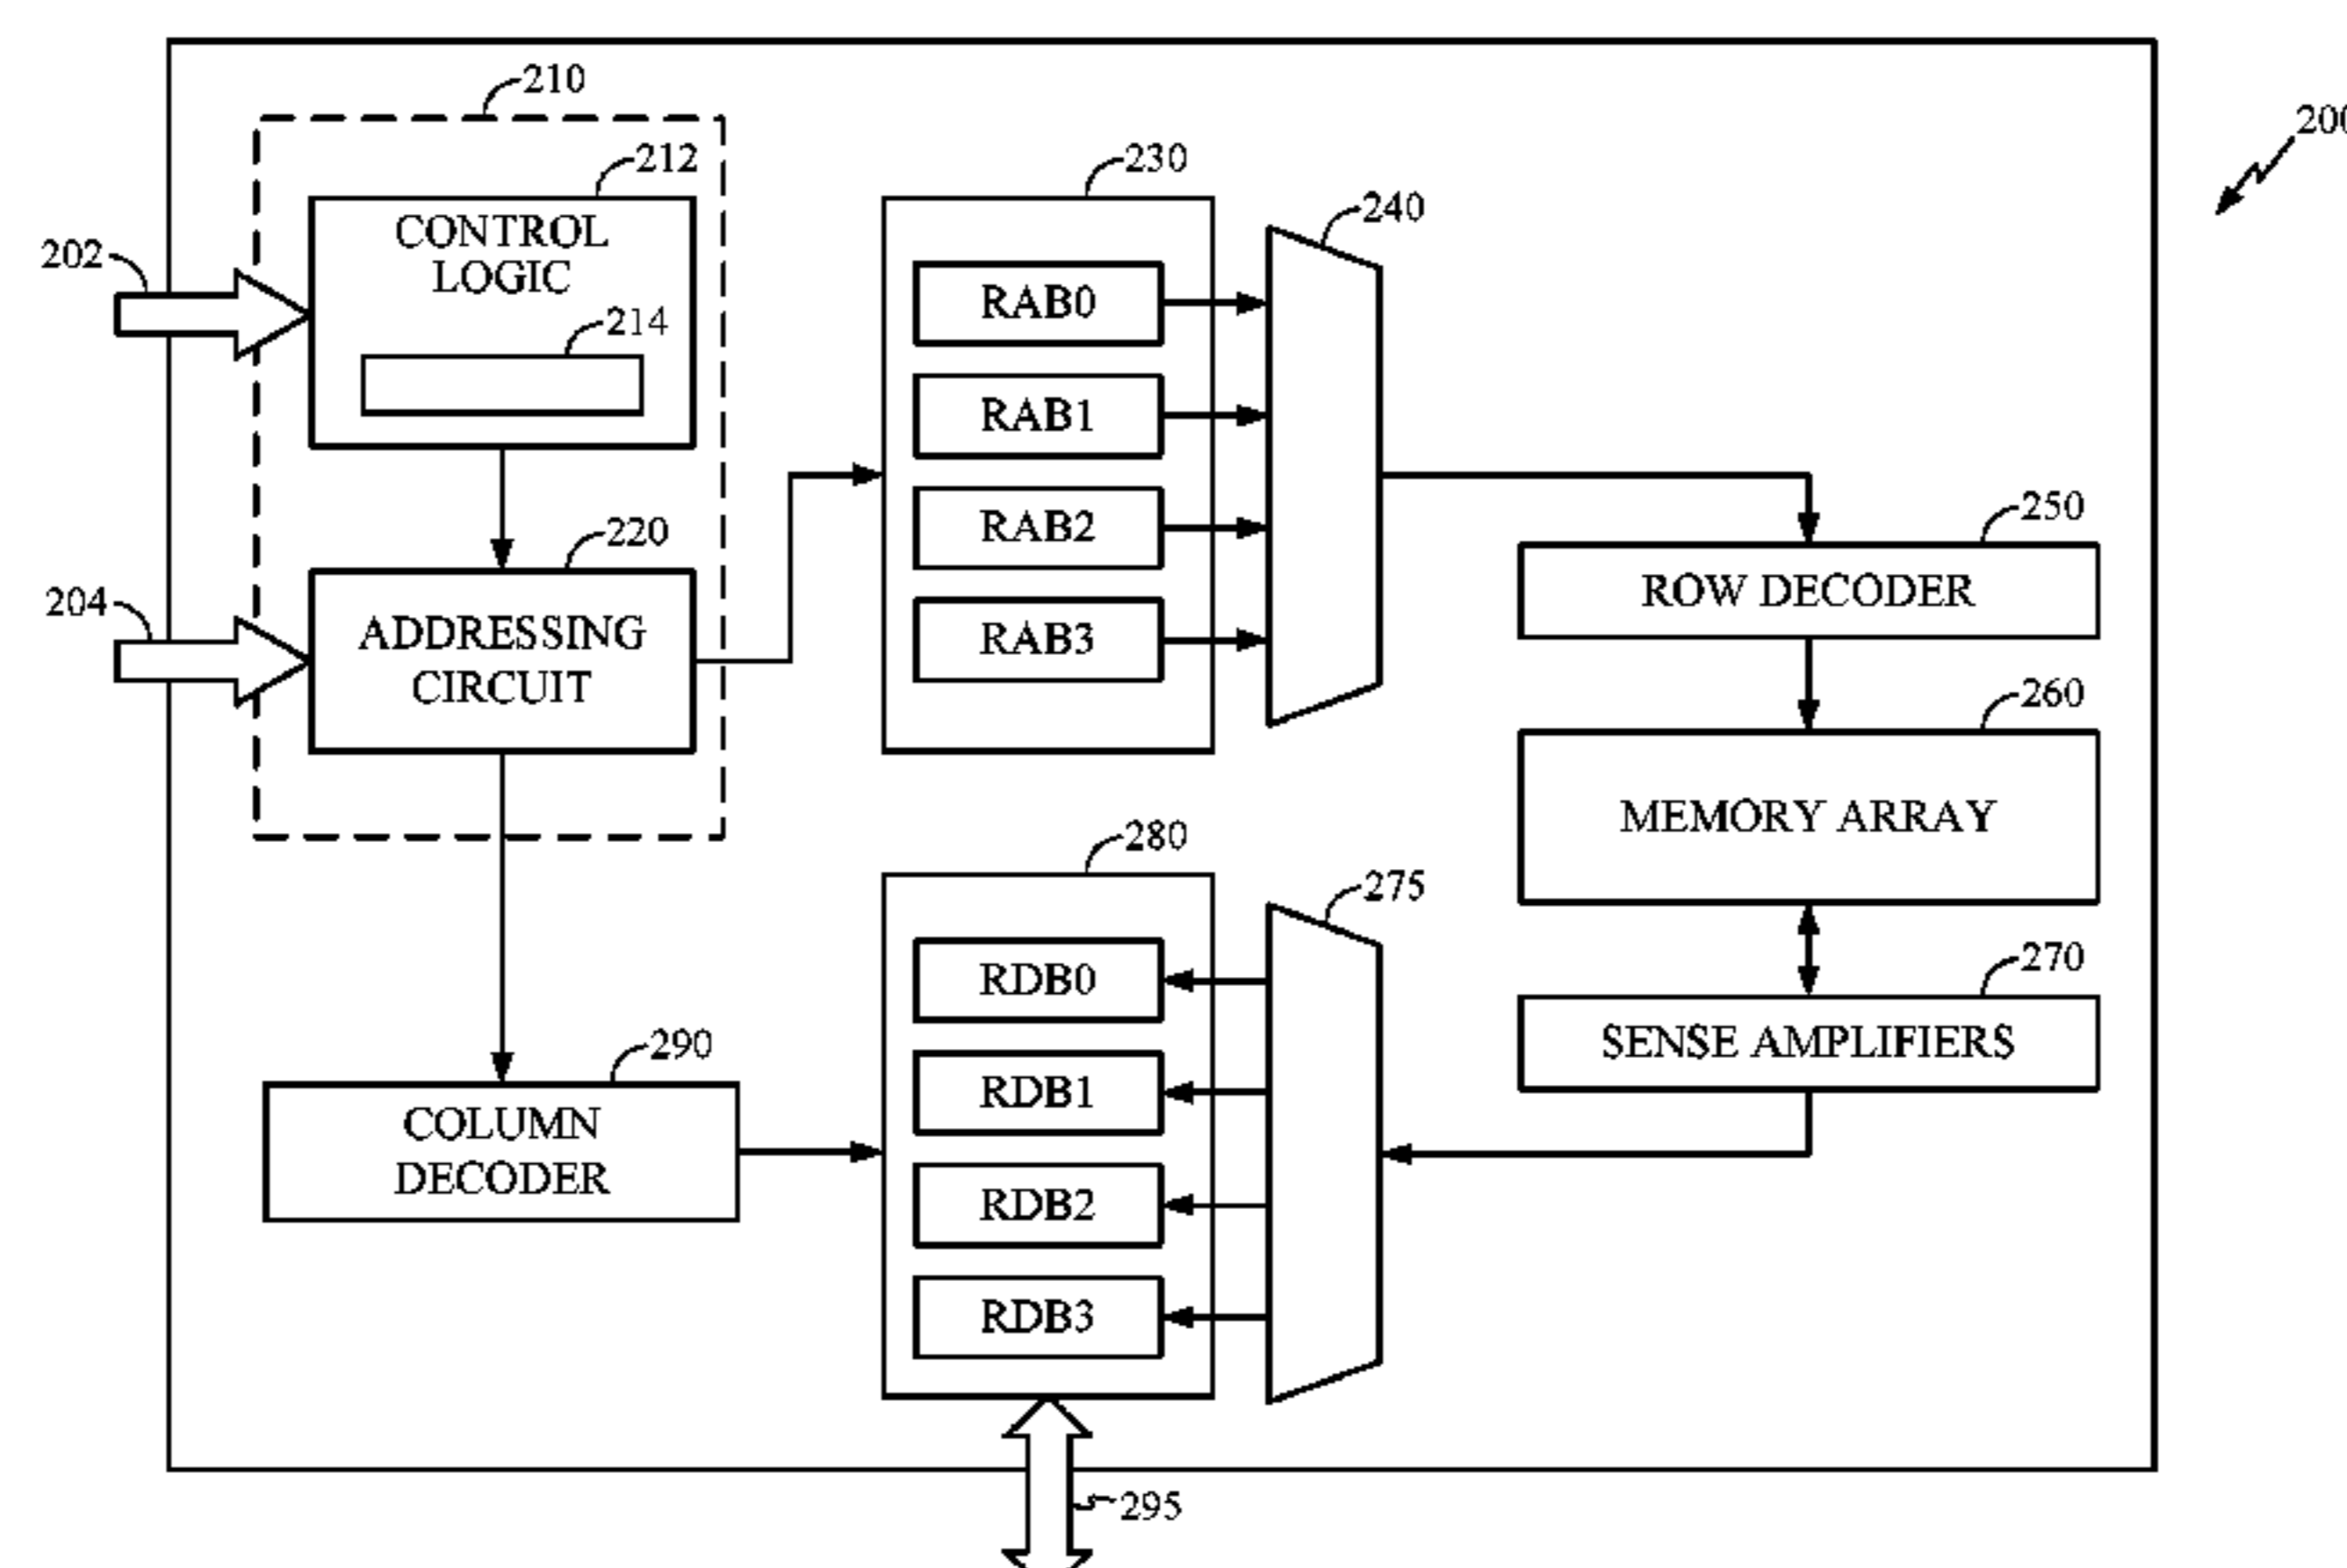 210
200
212
230
240
CONTROL
LOGIC
202
214
RAB0
RAB1
RAB2
RAB3
220
204
ADDRESSING
CIRCUIT
250
ROW DECODER
260
MEMORY ARRAY
280
275
270
SENSE AMPLIFIERS
RDB0
RDB1
RDB2
RDB3
290
COLUMN
DECODER
295